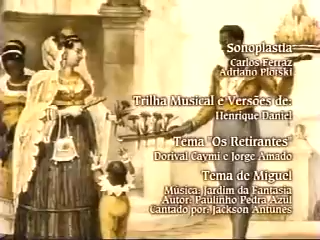 Sonoplastia
Carlos Ferraz
Adriano Ploiski
Trilha Musical e Versões de:
Henrique Daniel
Tema "Os Retirantes"
Dorival Caymi e Jorge Amado
Tema de Miguel
Música: Jardim da Fantasia
Autor: Paulinho Pedra Azul
Cantado por: Jackson Antunes